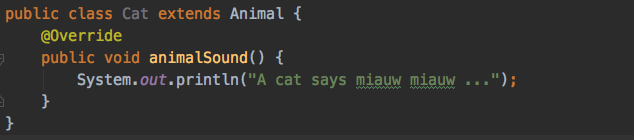 public class Cat extends Animal {
@Override
public void animalSound() {
System.out.println("A cat says miauw miauw ...");
}
}